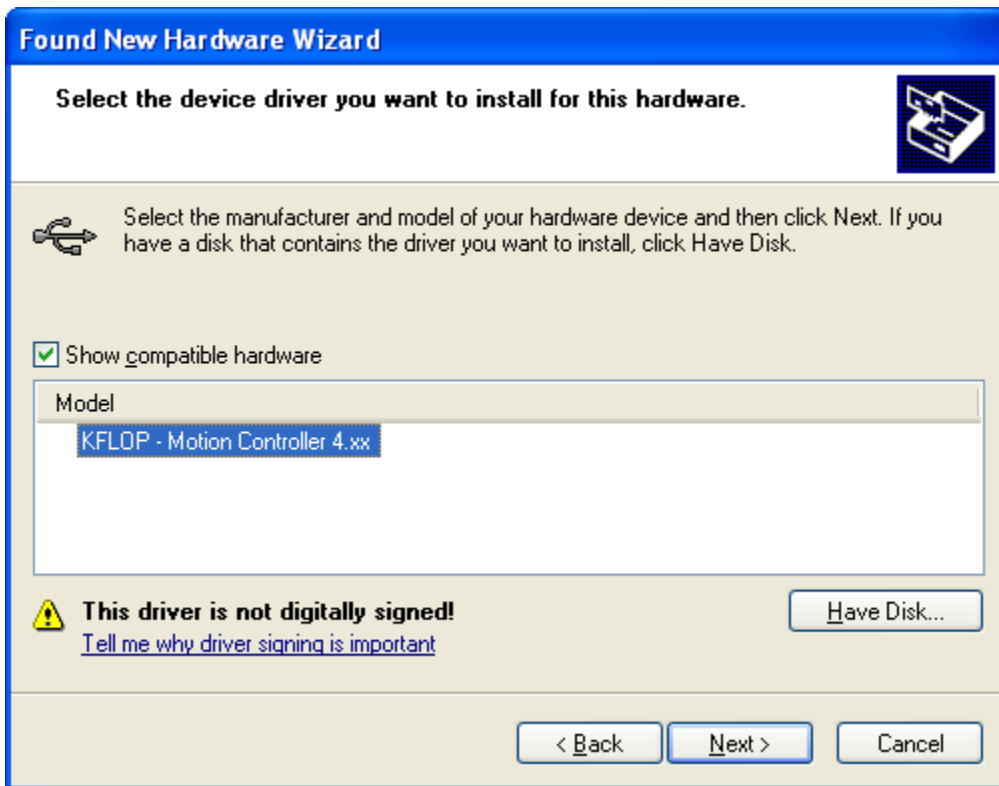 Found New Hardware Wizard
Select the device driver you want to install for this hardware.
Select the manufacturer and model of your hardware device and then click Next. If you
have a disk that contains the driver you want to install, click Have Disk.
Show compatible hardware
Model
KFLOP - Motion Controller 4.xx
This driver is not digitally signed!
Have Disk...
Tell me why driver signing is important
< Back
Next >
Cancel